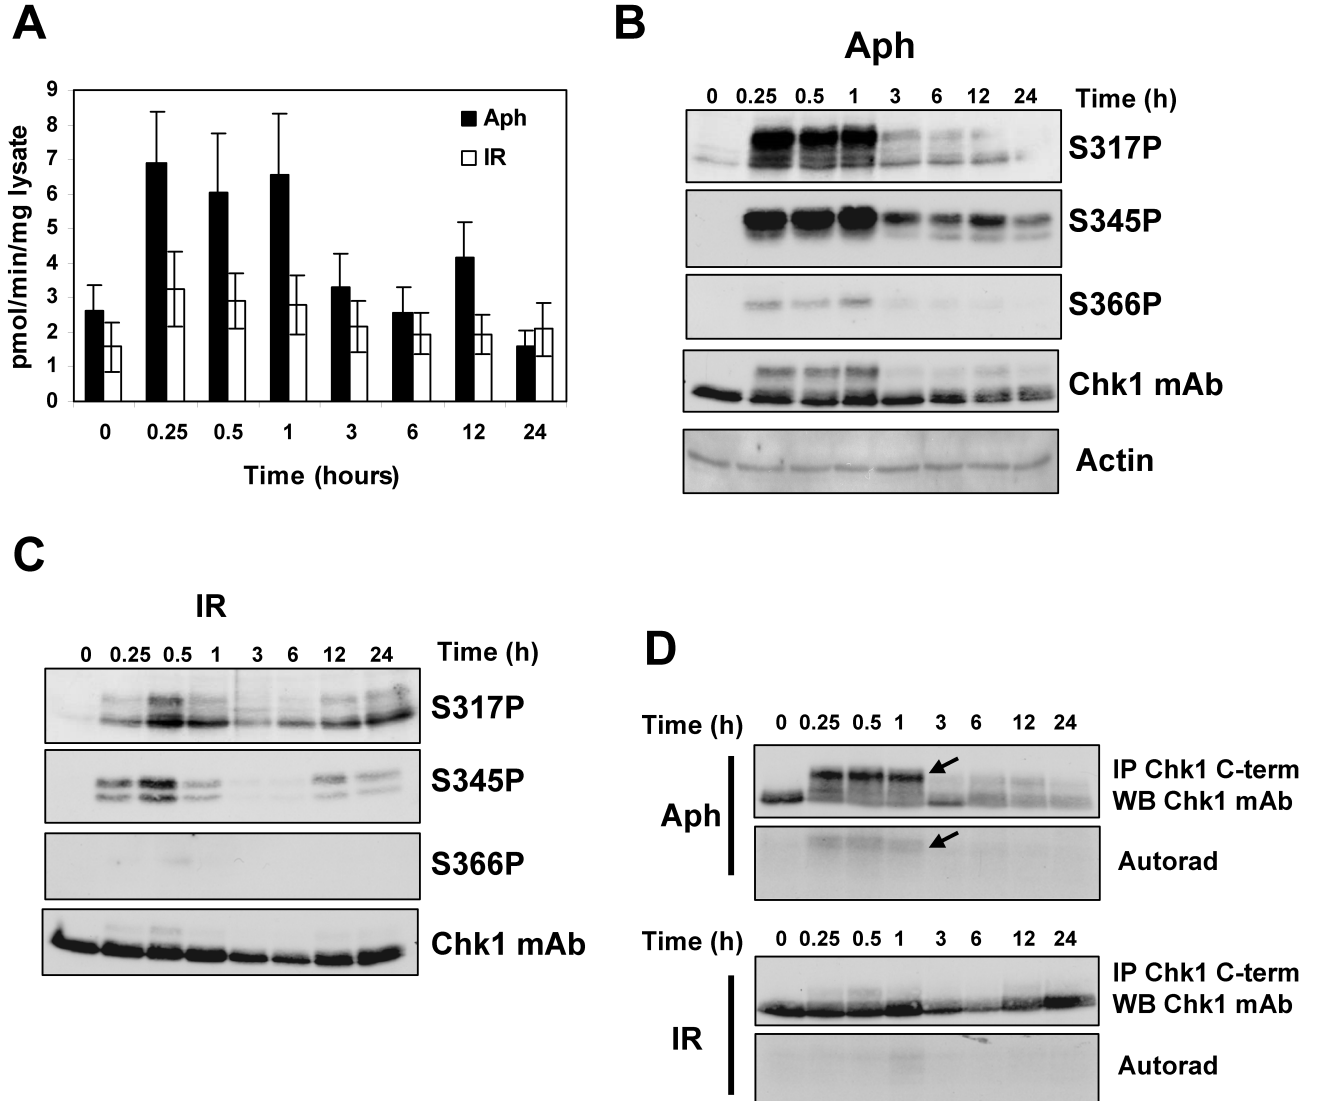 A
pmol/min/mg lysate
9
8
7
6
5
4
3
2
1
0
Aph
IR
0 0.25 0.5 1 3 6 12 24
Time (hours)
B
Aph
0 0.25 0.5 1 3 6 12 24 Time (h)
S317P
S345P
S366P
Chk1 mAb
Actin
C
IR
0 0.25 0.5 1 3 6 12 24 Time (h)
S317P
S345P
S366P
Chk1 mAb
D
Time (h) 0 0.25 0.5 1 3 6 12 24
Aph
IP Chk1 C-term
WB Chk1 mAb
Autorad
Time (h) 0 0.25 0.5 1 3 6 12 24
IR
IP Chk1 C-term
WB Chk1 mAb
Autorad